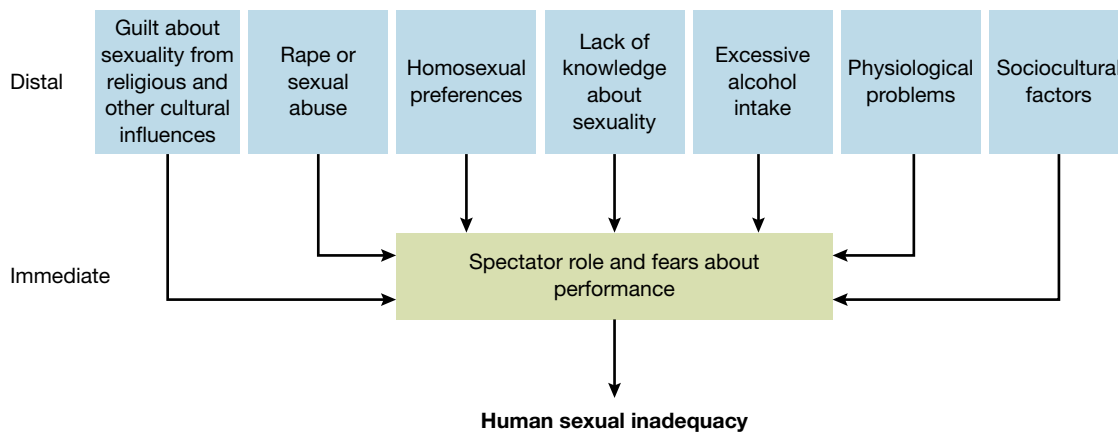 Distal
Guilt about
sexuality from
religious and
other cultural
influences
Rape or
sexual
abuse
Homosexual
preferences
Lack of
knowledge
about
sexuality
Excessive
alcohol
intake
Physiological
problems
Sociocultural
factors
Immediate
Spectator role and fears about
performance
Human sexual inadequacy